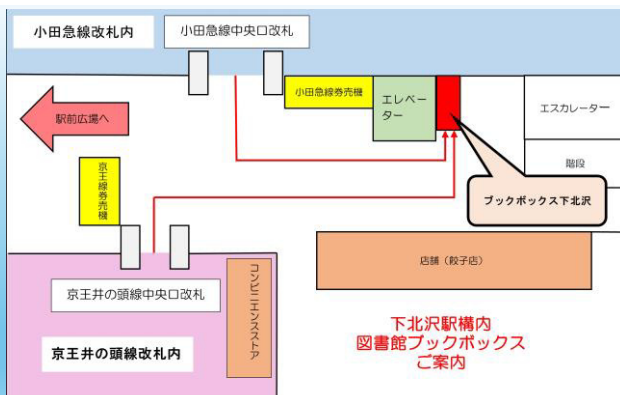 小田急線改札内
小田急線中央口改札
駅前広場へ
小田急線券売機
エレベー
ター
エスカレーター
階段
京王線券売機
ブックボックス下北沢
店舗（餃子店）
京王井の頭線中央口改札
コンビニエンスストア
京王井の頭線改札内
下北沢駅構内
図書館ブックボックス
ご案内